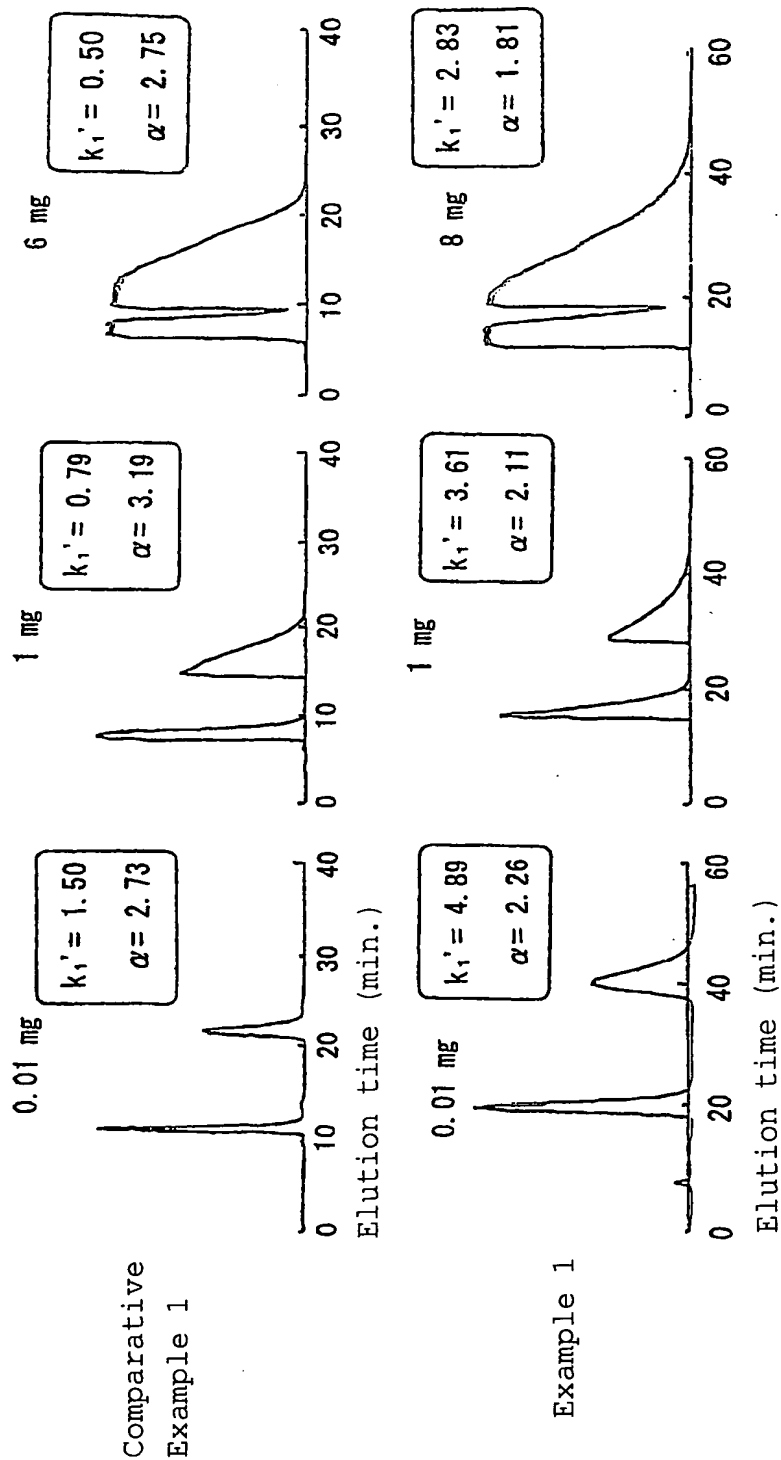 Comparative
Example 1
0.01 mg
k₁' = 1.50
α = 2.73
0 10 20 30 40
Elution time (min.)
1 mg
k₁' = 0.79
α = 3.19
0 10 20 30 40
6 mg
k₁' = 0.50
α = 2.75
0 10 20 30 40
Example 1
0.01 mg
k₁' = 4.89
α = 2.26
0 20 40 60
Elution time (min.)
1 mg
k₁' = 3.61
α = 2.11
0 20 40 60
8 mg
k₁' = 2.83
α = 1.81
0 20 40 60